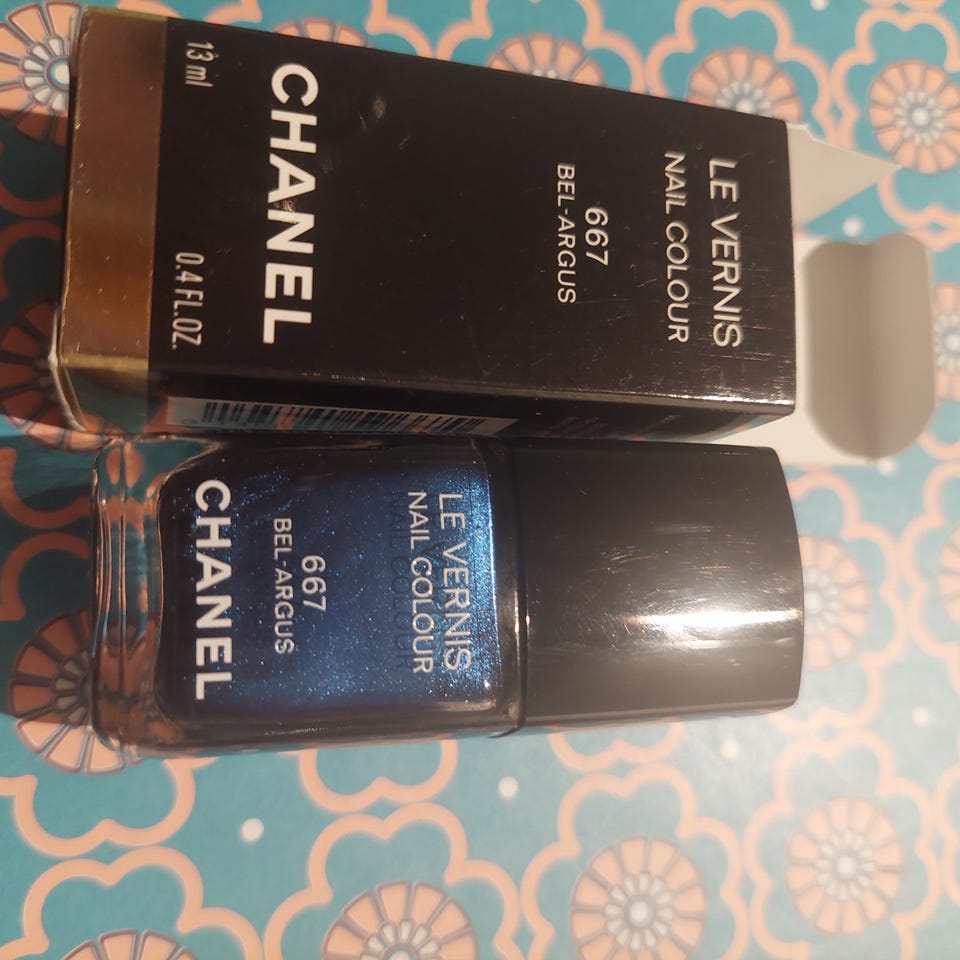 LE VERNIS
NAIL COLOUR
667
BEL-ARGUS
CHANEL
13 ml 0.4 FL.OZ.
LE VERNIS
NAIL COLOUR
667
BEL-ARGUS
CHANEL